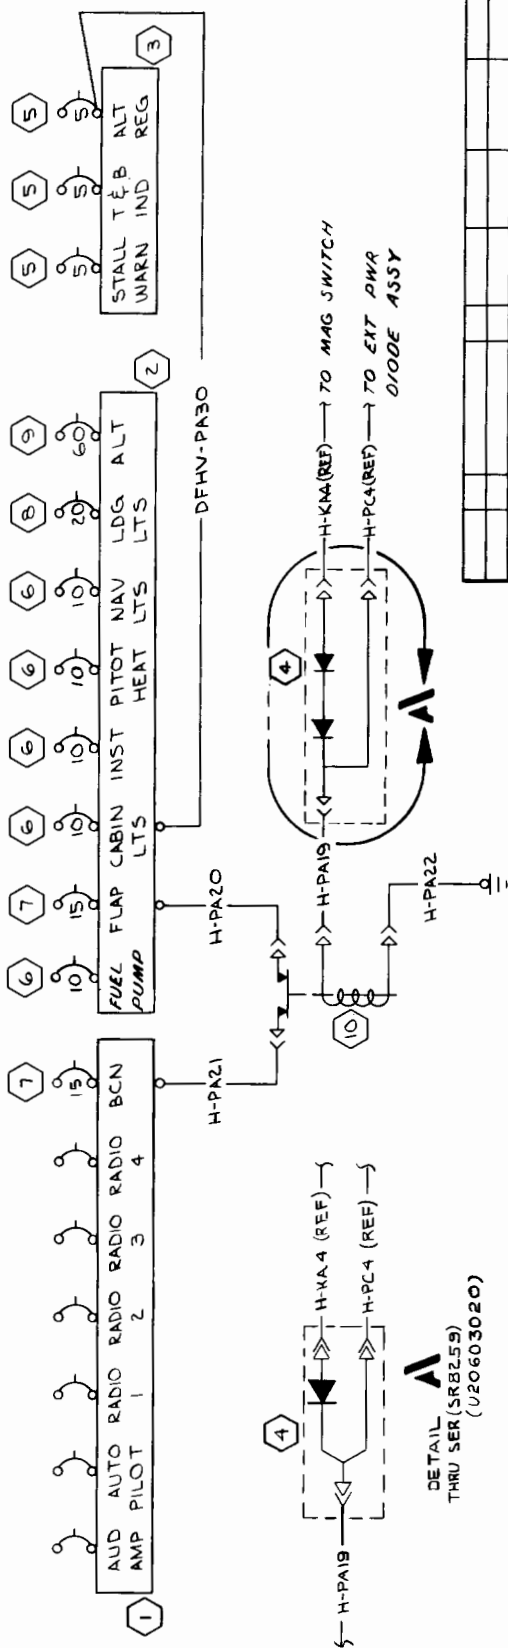 1
AUD AMP
AUTO PILOT
RADIO 1
RADIO 2
RADIO 3
RADIO 4
7
15
BCN
6
10
FUEL PUMP
7
15
FLAP
6
10
CABIN LTS
6
10
INST
6
10
PITOT HEAT
6
10
NAV LTS
8
20
LDG LTS
9
60
ALT
2
5
5
STALL WARN
5
5
T & B IND
5
5
ALT REG
3
H-PA21
H-PA20
DFHV-PA30
10
H-PA19
H-PA22
4
H-KA4(REF) → TO MAG SWITCH
H-PC4(REF) → TO EXT PWR
DIODE ASSY
A
H-PA19
4
H-KA4 (REF)
H-PC4 (REF)
DETAIL A
THRU SER (SR8259)
(U20603020)